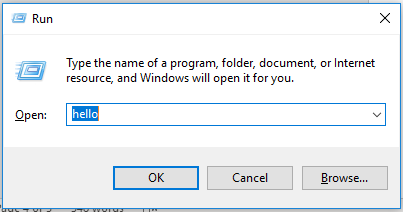 Run
Type the name of a program, folder, document, or Internet
resource, and Windows will open it for you.
Open: hello
OK Cancel Browse...